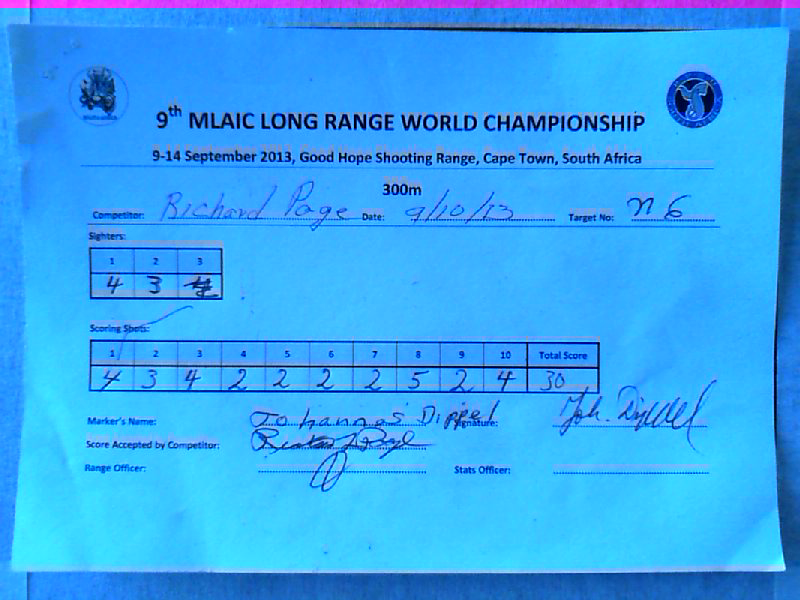 9th MLAIC LONG RANGE WORLD CHAMPIONSHIP
9-14 September 2013, Good Hope Shooting Range, Cape Town, South Africa
300m
Competitor: Richard Page Date: 9/10/13 Target No: N 6
Sighters:
1 2 3
4 3
Scoring Shots:
1 2 3 4 5 6 7 8 9 10 Total Score
4 3 4 2 2 2 2 5 2 4 30
Marker's Name: Johannas Dippel Signature: Joh. Dippel
Score Accepted by Competitor:
Range Officer: Stats Officer: